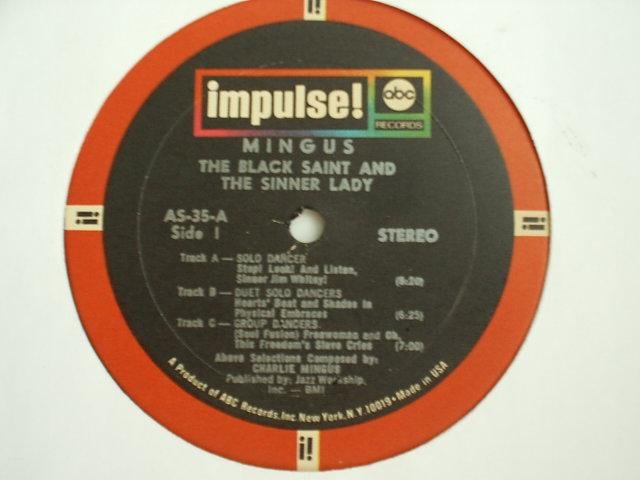 i!
impulse!
abc
RECORDS
MINGUS
THE BLACK SAINT AND
THE SINNER LADY
AS-35-A
Side 1
STEREO
Track A — SOLO DANCER
Stop! Look! And Listen,
Sinner Jim Whitney! (6:20)
Track B — DUET SOLO DANCERS
Hearts' Beat and Shades in
Physical Embraces (6:25)
Track C — GROUP DANCERS
(Soul Fusion) Freewoman and Oh,
This Freedom's Slave Cries (7:00)
Above Selections Composed by:
CHARLIE MINGUS
Published by: Jazz Workship,
Inc. — BMI
A Product of ABC Records, Inc. New York, N.Y. 10019 • Made in USA
i!
i!
i!